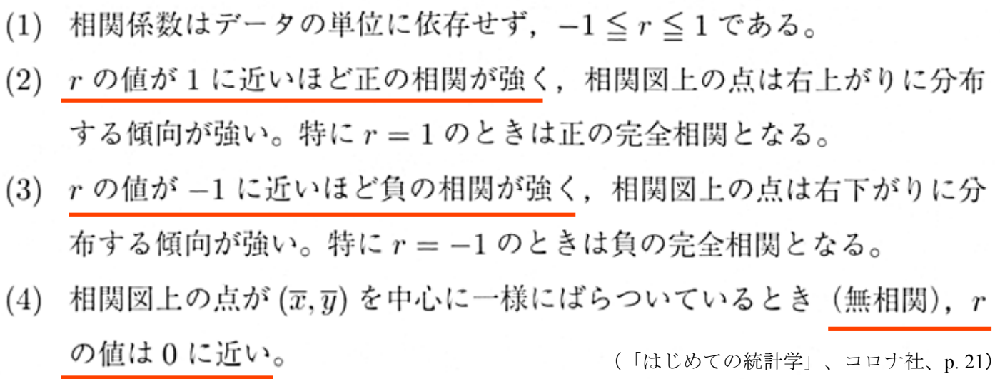 (1) 相関係数はデータの単位に依存せず，−1 ≦ r ≦ 1 である。
(2) r の値が 1 に近いほど正の相関が強く，相関図上の点は右上がりに分布
する傾向が強い。特に r = 1 のときは正の完全相関となる。
(3) r の値が −1 に近いほど負の相関が強く，相関図上の点は右下がりに分
布する傾向が強い。特に r = −1 のときは負の完全相関となる。
(4) 相関図上の点が (x̅, y̅) を中心に一様にばらついているとき（無相関），r
の値は 0 に近い。
（「はじめての統計学」、コロナ社、p. 21）